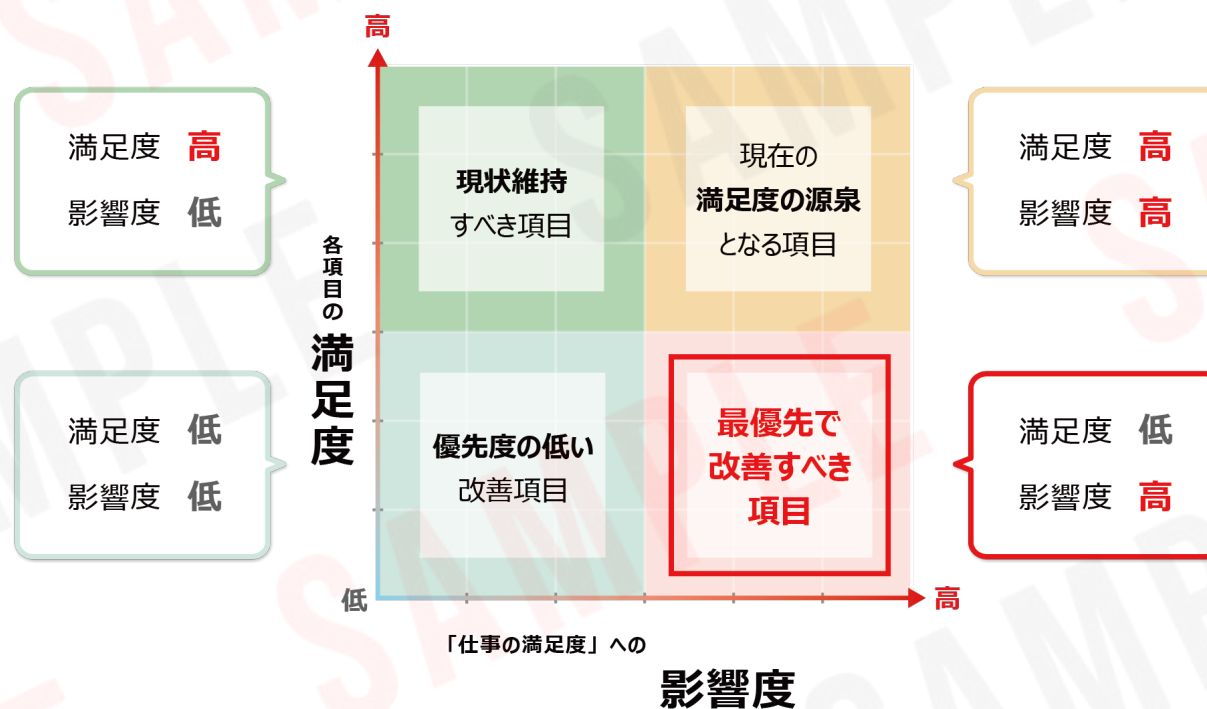 高
満足度 高
影響度 低
現状維持
すべき項目
現在の
満足度の源泉
となる項目
満足度 高
影響度 高
各項目の
満足度
満足度 低
影響度 低
優先度の低い
改善項目
最優先で
改善すべき
項目
満足度 低
影響度 高
低
高
「仕事の満足度」への
影響度
SAMPLE
SAMPLE
SAMPLE